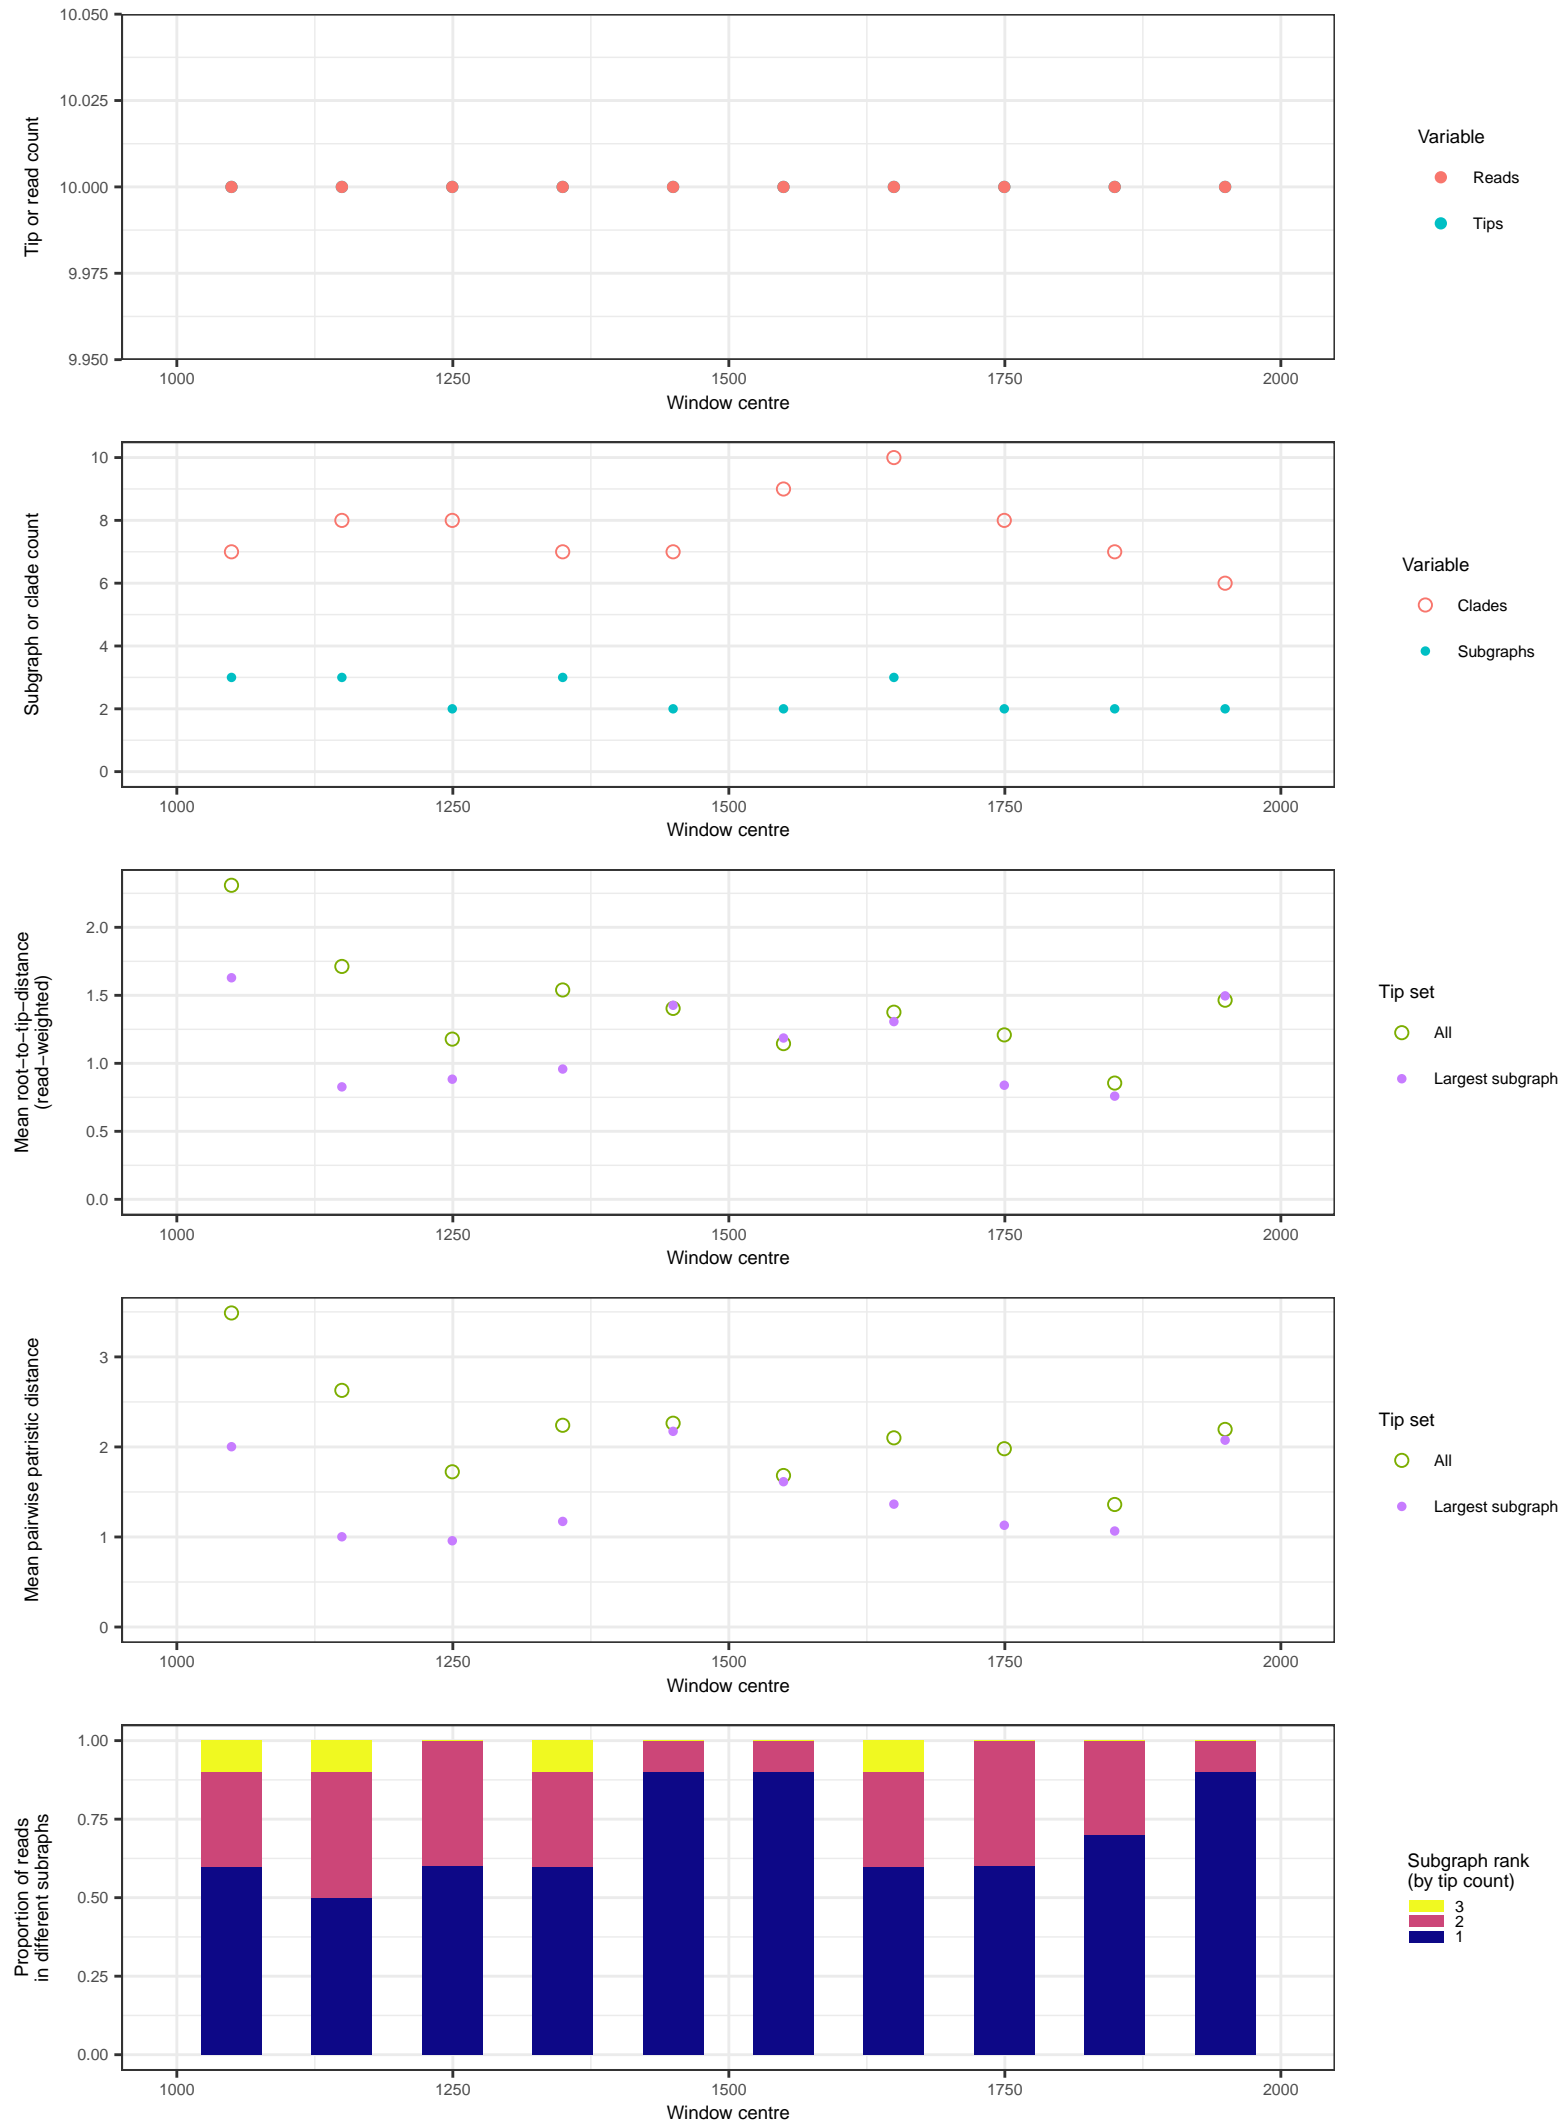 10.050
10.025
10.000
9.975
9.950
Tip or read count
1000 1250 1500 1750 2000
Window centre
Variable
Reads
Tips
10
8
6
4
2
0
Subgraph or clade count
1000 1250 1500 1750 2000
Window centre
Variable
Clades
Subgraphs
2.0
1.5
1.0
0.5
0.0
Mean root−to−tip−distance
(read−weighted)
1000 1250 1500 1750 2000
Window centre
Tip set
All
Largest subgraph
3
2
1
0
Mean pairwise patristic distance
1000 1250 1500 1750 2000
Window centre
Tip set
All
Largest subgraph
1.00
0.75
0.50
0.25
0.00
Proportion of reads
in different subraphs
1000 1250 1500 1750 2000
Window centre
Subgraph rank
(by tip count)
3
2
1